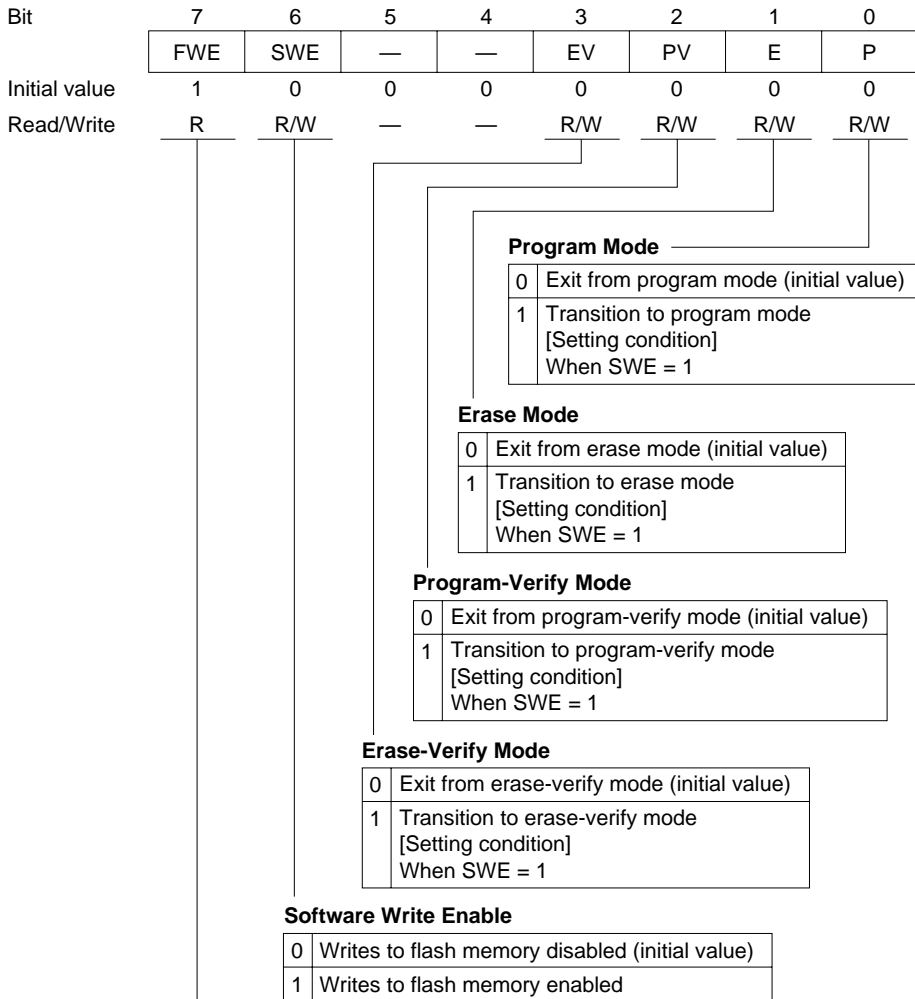 Bit 7 6 5 4 3 2 1 0
FWE SWE — — EV PV E P
Initial value 1 0 0 0 0 0 0 0
Read/Write R R/W — — R/W R/W R/W R/W
Program Mode
0 Exit from program mode (initial value)
1 Transition to program mode
[Setting condition]
When SWE = 1
Erase Mode
0 Exit from erase mode (initial value)
1 Transition to erase mode
[Setting condition]
When SWE = 1
Program-Verify Mode
0 Exit from program-verify mode (initial value)
1 Transition to program-verify mode
[Setting condition]
When SWE = 1
Erase-Verify Mode
0 Exit from erase-verify mode (initial value)
1 Transition to erase-verify mode
[Setting condition]
When SWE = 1
Software Write Enable
0 Writes to flash memory disabled (initial value)
1 Writes to flash memory enabled